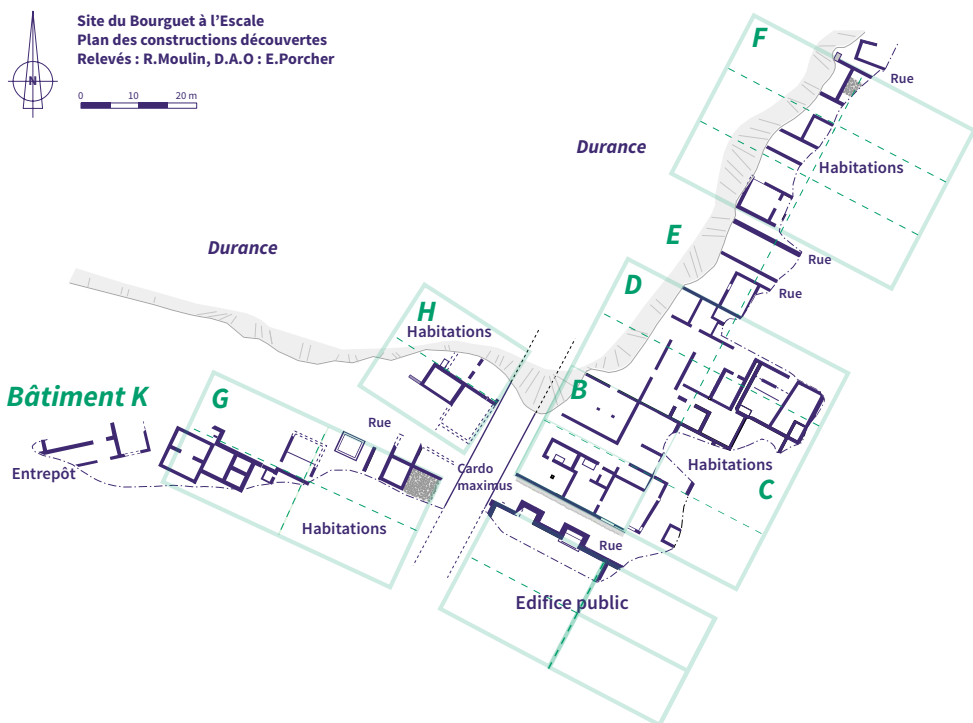 Site du Bourguet à l’Escale
Plan des constructions découvertes
Relevés : R.Moulin, D.A.O : E.Porcher
N
0 10 20 m
F
Rue
Durance
Habitations
E
Durance
Rue
D
Rue
H
Habitations
Bâtiment K
G
B
Rue
Entrepôt
Cardo
maximus
Habitations
C
Habitations
Rue
Edifice public